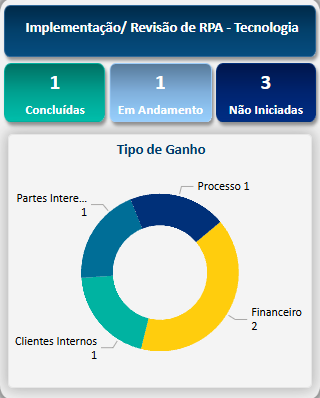 Implementação/ Revisão de RPA - Tecnologia
1
Concluídas
1
Em Andamento
3
Não Iniciadas
Tipo de Ganho
Processo 1
Partes Intere...
1
Financeiro
2
Clientes Internos
1